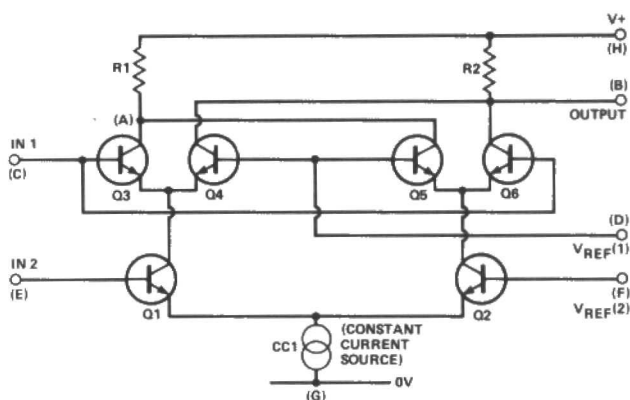 V+
(H)
R1
R2
(B)
OUTPUT
(A)
IN 1
(C)
Q3
Q4
Q5
Q6
(D)
VREF(1)
IN 2
(E)
Q1
Q2
(F)
VREF(2)
CC1
(CONSTANT
CURRENT
SOURCE)
0V
(G)